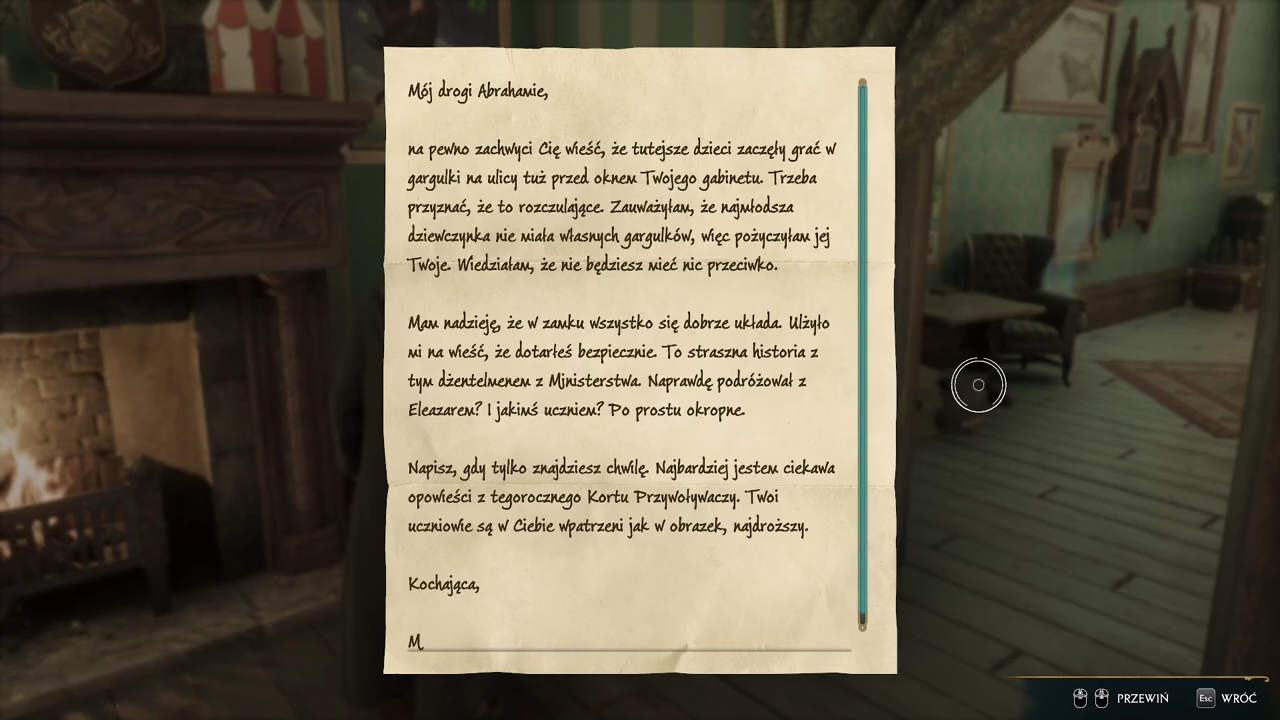 Mój drogi Abrahamie,
na pewno zachwyci Cię wieść, że tutejsze dzieci zaczęły grać w
gargulki na ulicy tuż przed oknem Twojego gabinetu. Trzeba
przyznać, że to rozczulające. Zauważyłam, że najmłodsza
dziewczynka nie miała własnych gargulków, więc pożyczyłam jej
Twoje. Wiedziałam, że nie będziesz mieć nic przeciwko.
Mam nadzieję, że w zamku wszystko się dobrze układa. Ulżyło
mi na wieść, że dotarłeś bezpiecznie. To straszna historia z
tym dżentelmenem z Ministerstwa. Naprawdę podróżował z
Eleazarem? I jakimś uczniem? Po prostu okropne.
Napisz, gdy tylko znajdziesz chwilę. Najbardziej jestem ciekawa
opowieści z tegorocznego Kortu Przywoływaczy. Twoi
uczniowie są w Ciebie wpatrzeni jak w obrazek, najdroższy.
Kochająca,
M
PRZEWIŃ Esc WRÓĆ